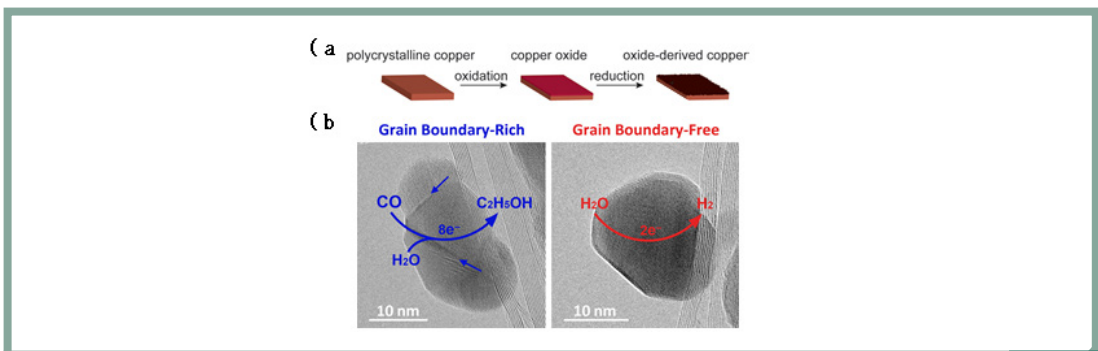 (a
polycrystalline copper copper oxide oxide-derived copper
oxidation reduction
(b
Grain Boundary-Rich Grain Boundary-Free
CO C₂H₅OH H₂O H₂
8e⁻ 2e⁻
H₂O
10 nm 10 nm